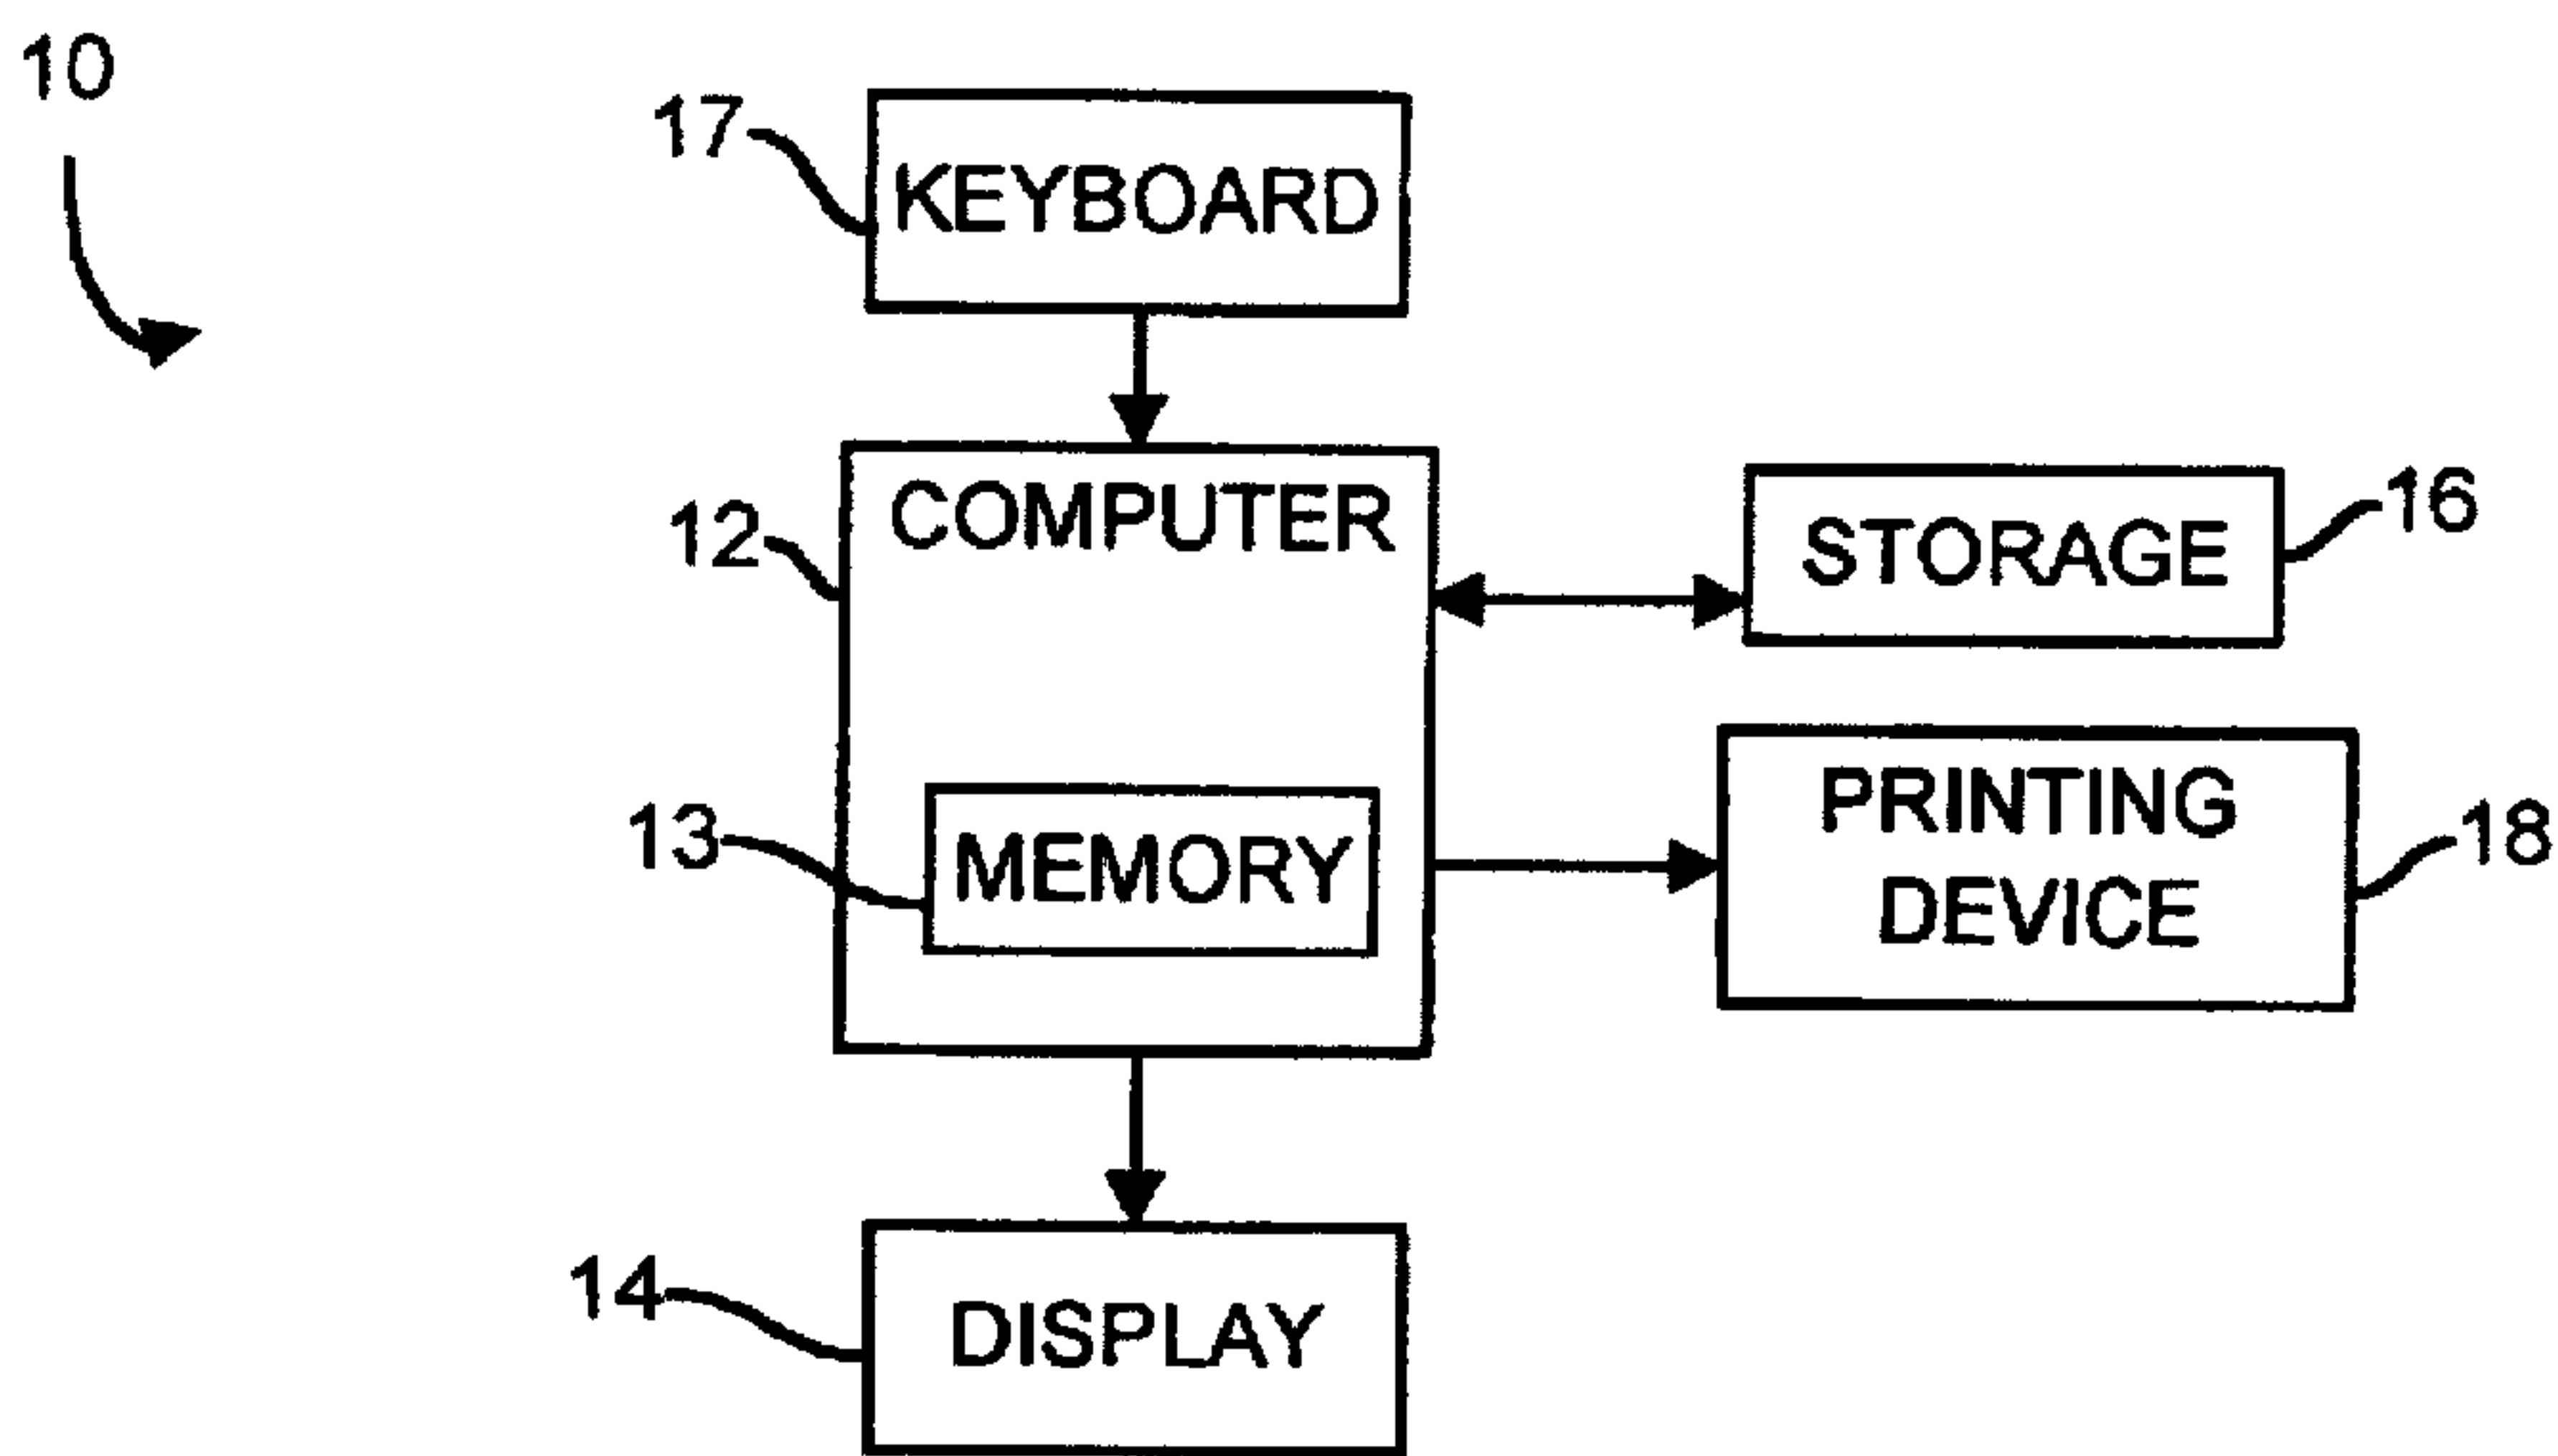 10
17
KEYBOARD
12
COMPUTER
STORAGE
16
13
MEMORY
PRINTING
DEVICE
18
14
DISPLAY